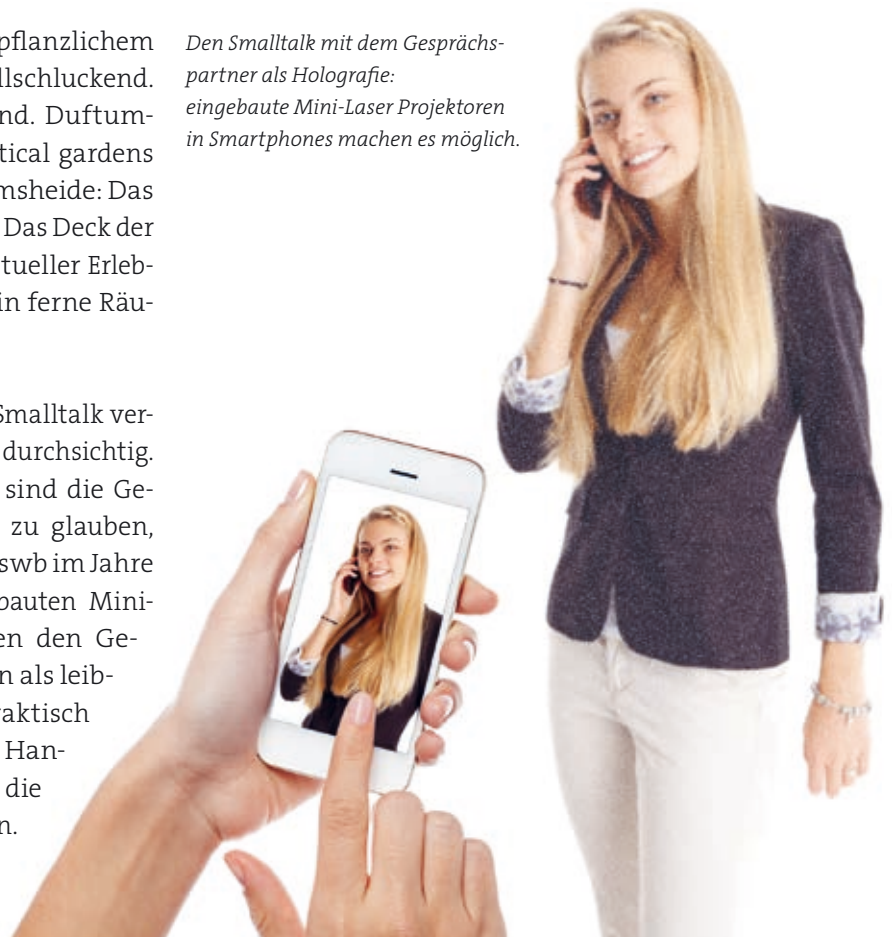 pflanzlichem
llschluckend.
nd. Duftum-
tical gardens
msheide: Das
Das Deck der
tueller Erleb-
in ferne Räu-
Smalltalk ver-
durchsichtig.
sind die Ge-
zu glauben,
swb im Jahre
bauten Mini-
en den Ge-
n als leib-
raktisch
Han-
die
n.
Den Smalltalk mit dem Gesprächs-
partner als Holografie:
eingebaute Mini-Laser Projektoren
in Smartphones machen es möglich.